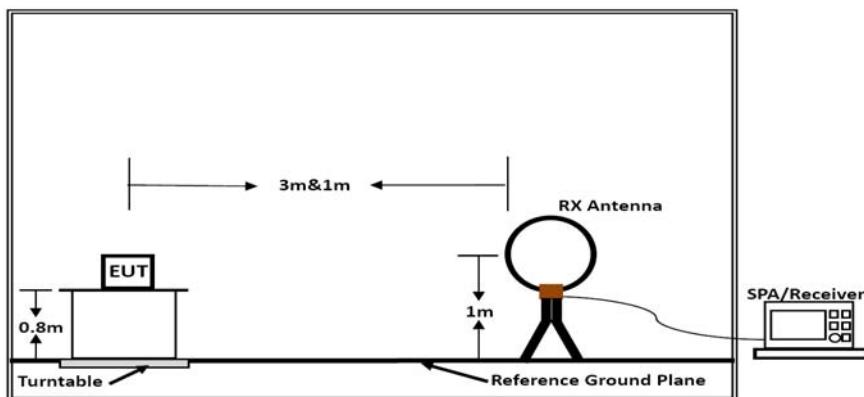 3m&1m
RX Antenna
EUT
SPA/Receiver
0.8m
1m
Turntable
Reference Ground Plane